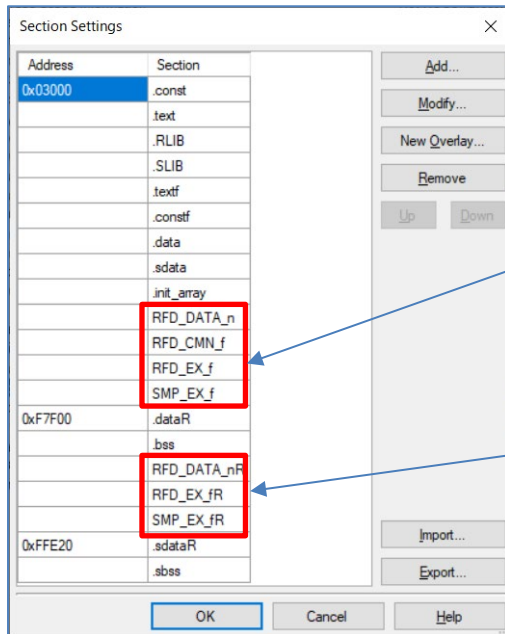 Section Settings
Address Section
0x03000 .const
.text
.RLIB
.SLIB
.textf
.constf
.data
.sdata
.init_array
RFD_DATA_n
RFD_CMN_f
RFD_EX_f
SMP_EX_f
0xF7F00 .dataR
.bss
RFD_DATA_nR
RFD_EX_fR
SMP_EX_fR
0xFFE20 .sdataR
.sbss
Add...
Modify...
New Overlay...
Remove
Up Down
Import...
Export...
OK Cancel Help